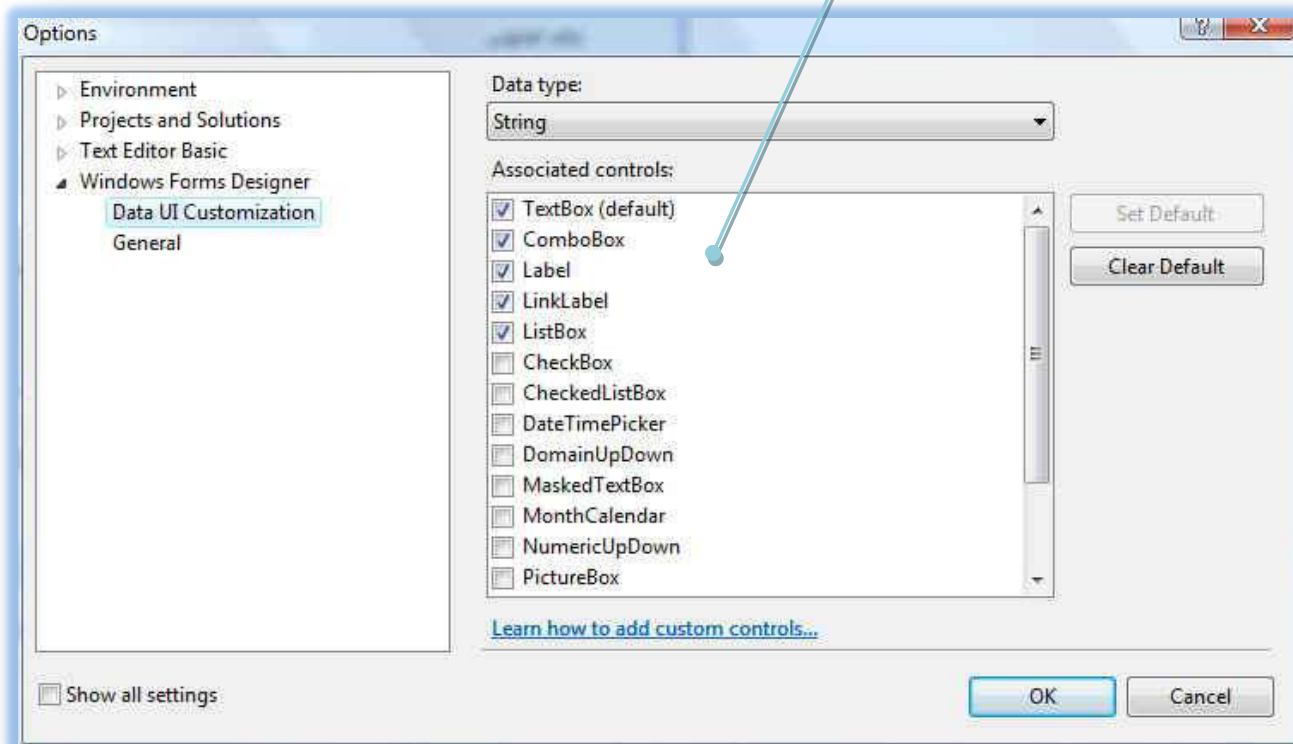 Options
Environment
Projects and Solutions
Text Editor Basic
Windows Forms Designer
Data UI Customization
General
Data type:
String
Associated controls:
TextBox (default)
ComboBox
Label
LinkLabel
ListBox
CheckBox
CheckedListBox
DateTimePicker
DomainUpDown
MaskedTextBox
MonthCalendar
NumericUpDown
PictureBox
Set Default
Clear Default
Learn how to add custom controls...
Show all settings
OK
Cancel